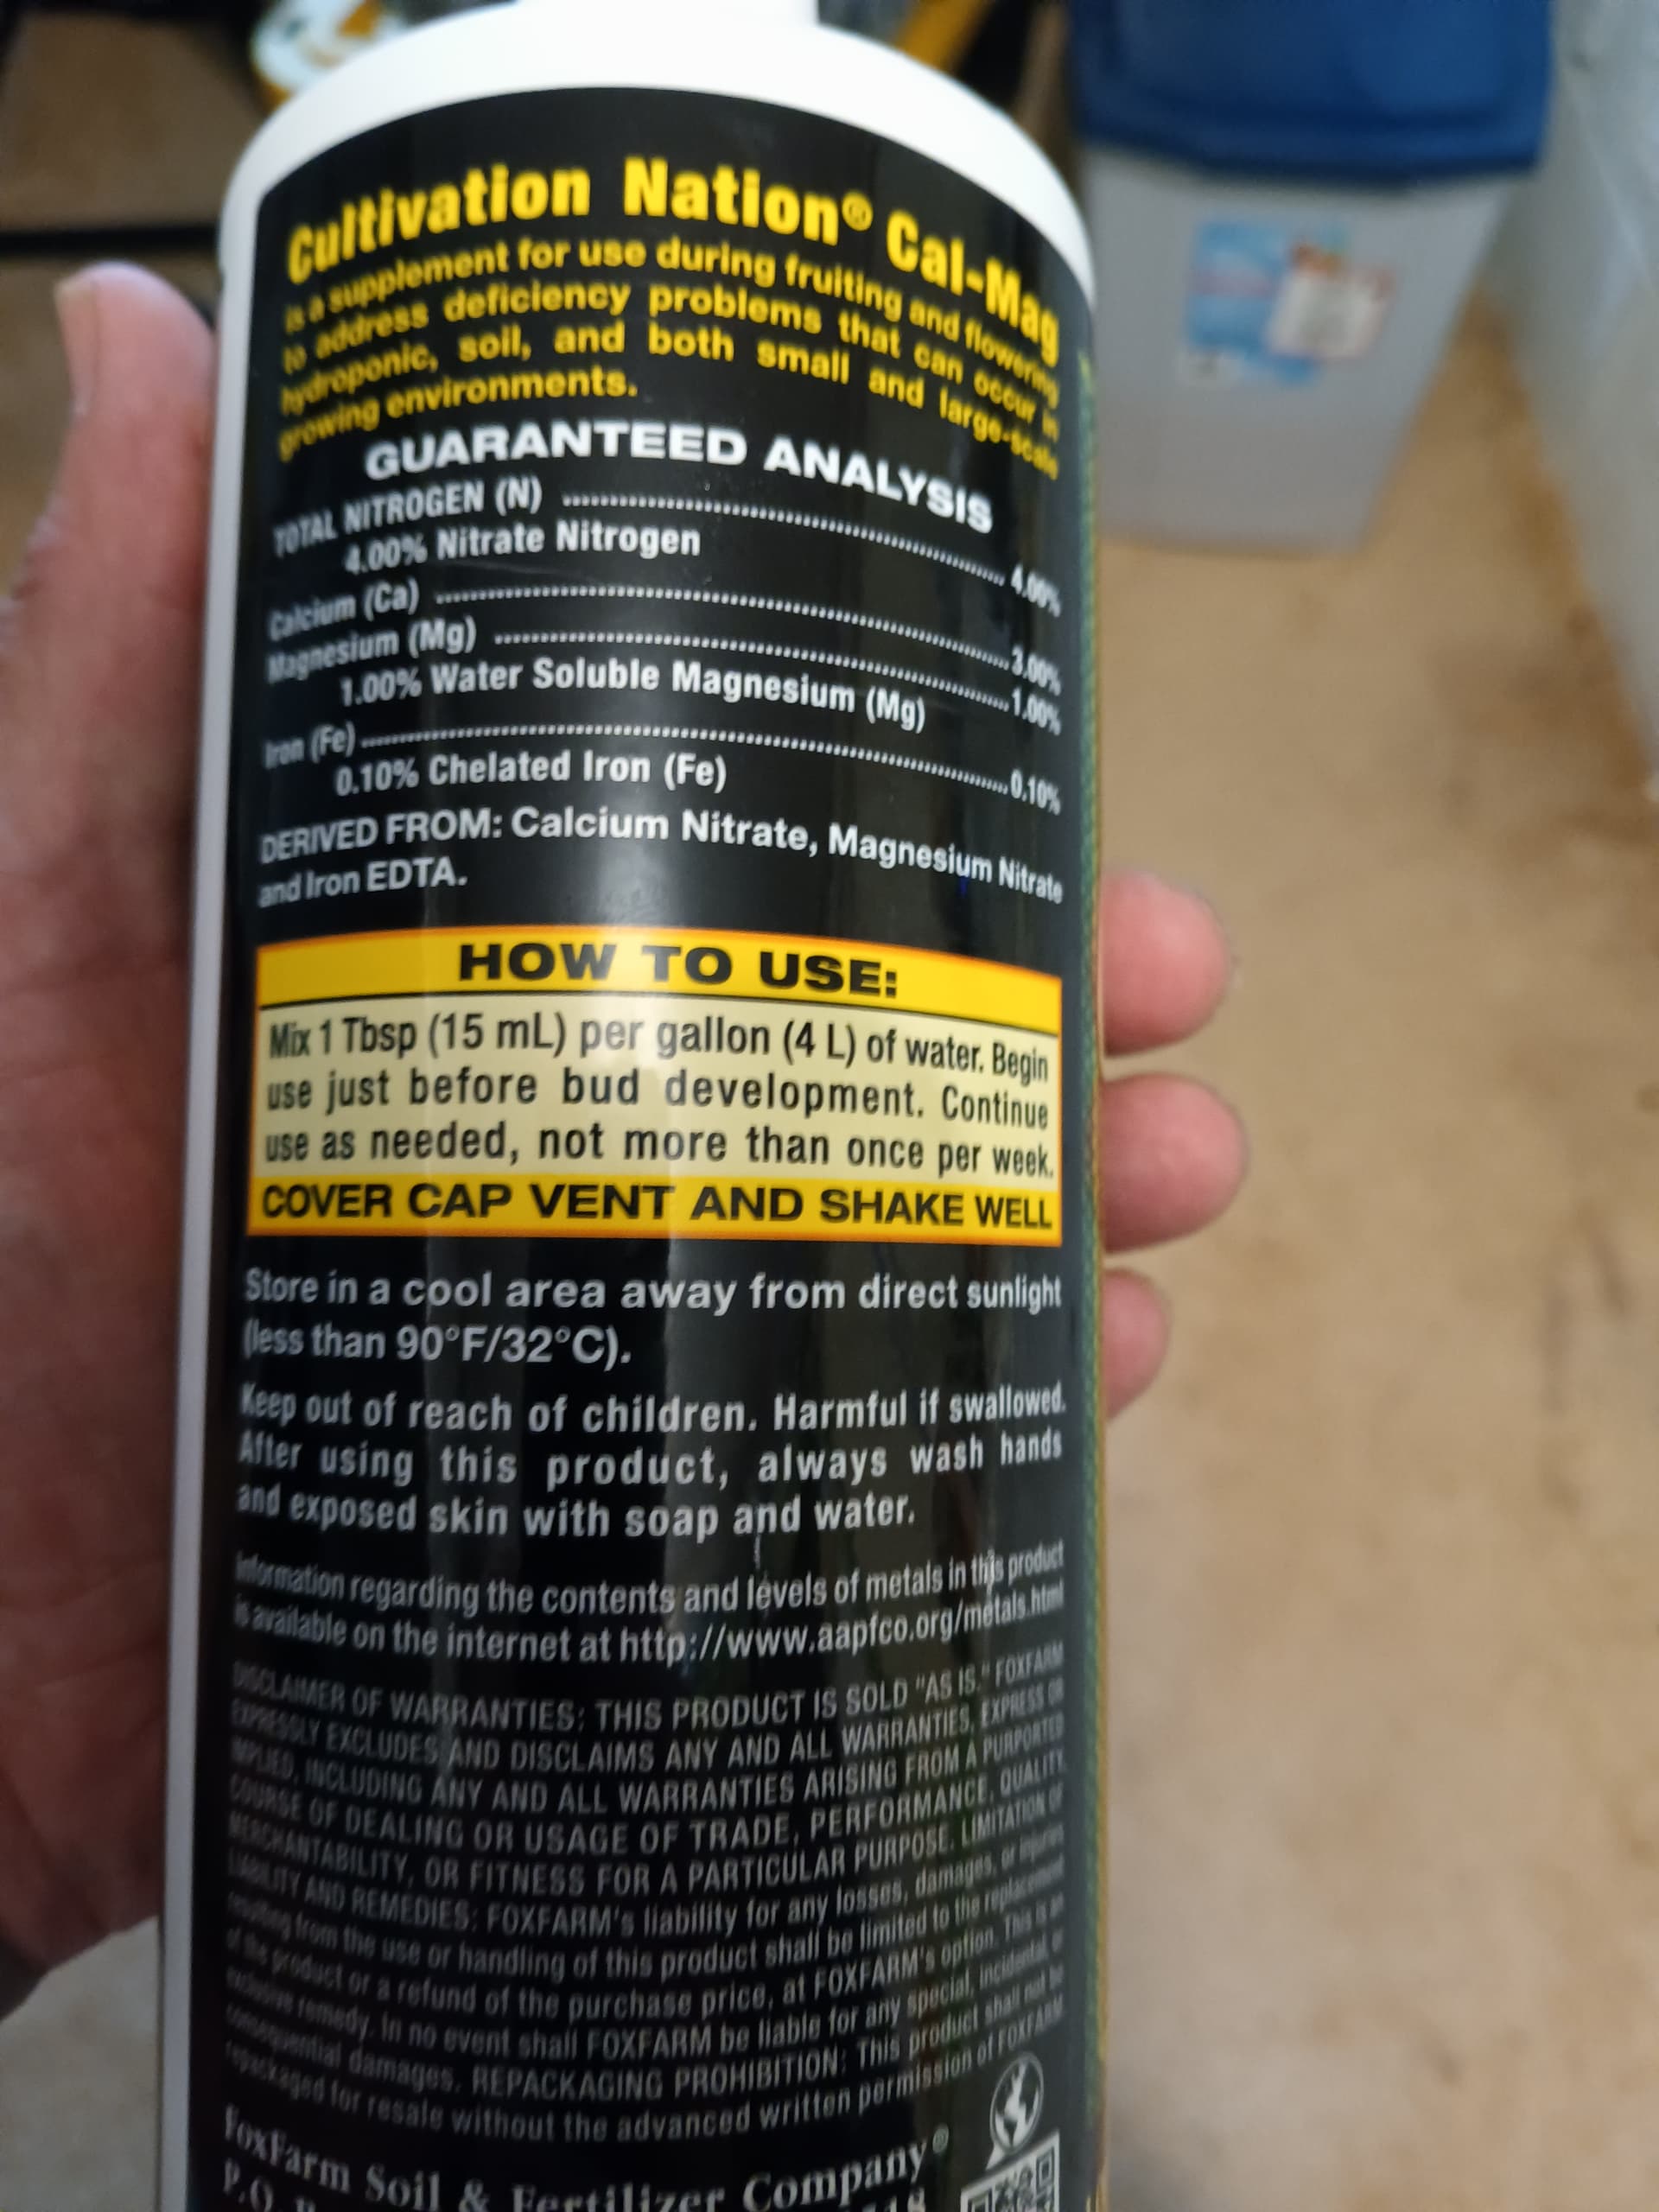 Cultivation Nation® Cal-Mag
is a supplement for use during fruiting and flowering
to address deficiency problems that can occur in
hydroponic, soil, and both small and large-scale
growing environments.
GUARANTEED ANALYSIS
TOTAL NITROGEN (N) 4.00%
4.00% Nitrate Nitrogen
Calcium (Ca) 3.00%
Magnesium (Mg) 1.00%
1.00% Water Soluble Magnesium (Mg)
Iron (Fe) 0.10%
0.10% Chelated Iron (Fe)
DERIVED FROM: Calcium Nitrate, Magnesium Nitrate
and Iron EDTA.
HOW TO USE:
Mix 1 Tbsp (15 mL) per gallon (4 L) of water. Begin
use just before bud development. Continue
use as needed, not more than once per week.
COVER CAP VENT AND SHAKE WELL
Store in a cool area away from direct sunlight
(less than 90°F/32°C).
Keep out of reach of children. Harmful if swallowed.
After using this product, always wash hands
and exposed skin with soap and water.
Information regarding the contents and levels of metals in this product
is available on the internet at http://www.aapfco.org/metals.html
DISCLAIMER OF WARRANTIES: THIS PRODUCT IS SOLD "AS IS." FOXFARM
EXPRESSLY EXCLUDES AND DISCLAIMS ANY AND ALL WARRANTIES, EXPRESS OR
IMPLIED, INCLUDING ANY AND ALL WARRANTIES ARISING FROM A PURPORTED
COURSE OF DEALING OR USAGE OF TRADE, PERFORMANCE, QUALITY,
MERCHANTABILITY, OR FITNESS FOR A PARTICULAR PURPOSE. LIMITATION OF
LIABILITY AND REMEDIES: FOXFARM's liability for any losses, damages, or injuries
resulting from the use or handling of this product shall be limited to the replacement
of the product or a refund of the purchase price, at FOXFARM's option. This is an
exclusive remedy. In no event shall FOXFARM be liable for any special, incidental, or
consequential damages. REPACKAGING PROHIBITION: This product shall not be
repackaged for resale without the advanced written permission of FOXFARM
FoxFarm Soil & Fertilizer Company®
P.O.